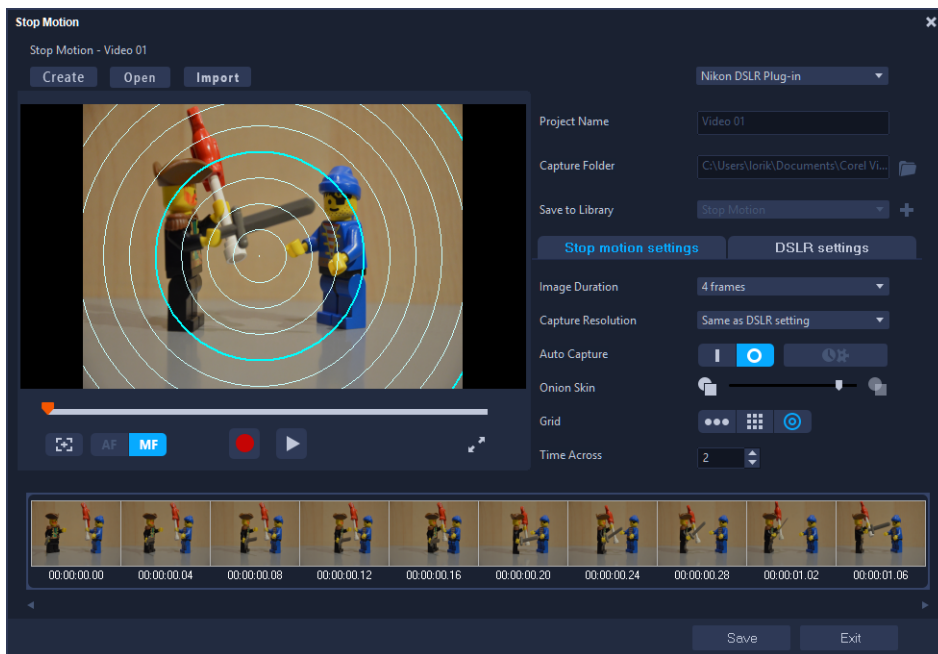 Stop Motion
Stop Motion - Video 01
Create Open Import
Nikon DSLR Plug-in
Project Name Video 01
Capture Folder C:\Users\lorik\Documents\Corel Vi...
Save to Library Stop Motion
Stop motion settings DSLR settings
Image Duration 4 frames
Capture Resolution Same as DSLR setting
Auto Capture
Onion Skin
Grid
Time Across 2
AF MF
00:00:00.00 00:00:00.04 00:00:00.08 00:00:00.12 00:00:00.16 00:00:00.20 00:00:00.24 00:00:00.28 00:00:01.02 00:00:01.06
Save Exit